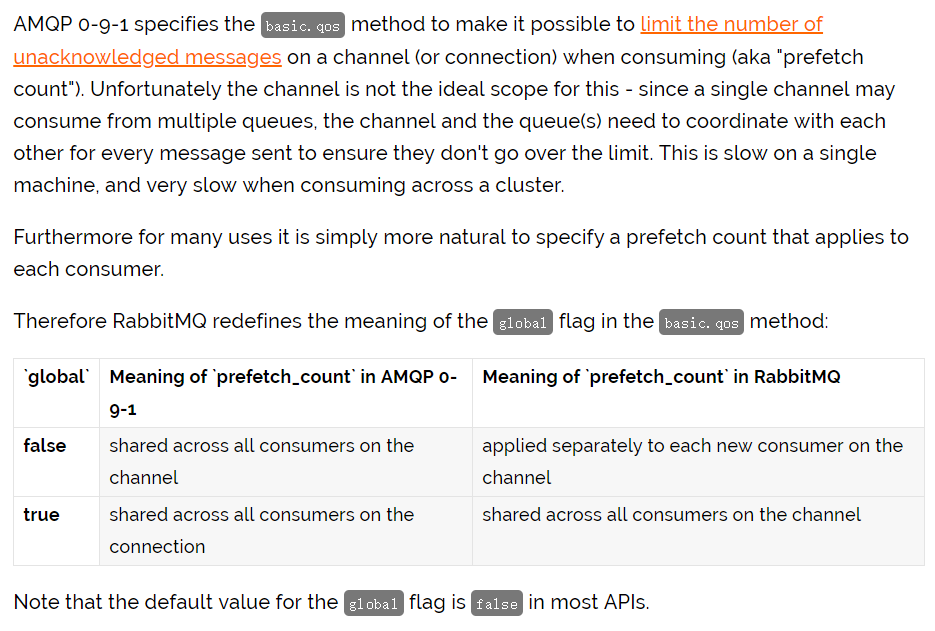 AMQP 0-9-1 specifies the basic.qos method to make it possible to limit the number of
unacknowledged messages on a channel (or connection) when consuming (aka "prefetch
count"). Unfortunately the channel is not the ideal scope for this - since a single channel may
consume from multiple queues, the channel and the queue(s) need to coordinate with each
other for every message sent to ensure they don't go over the limit. This is slow on a single
machine, and very slow when consuming across a cluster.
Furthermore for many uses it is simply more natural to specify a prefetch count that applies to
each consumer.
Therefore RabbitMQ redefines the meaning of the global flag in the basic.qos method:
`global` Meaning of `prefetch_count` in AMQP 0-
9-1
Meaning of `prefetch_count` in RabbitMQ
false
shared across all consumers on the
channel
applied separately to each new consumer on the
channel
true
shared across all consumers on the
connection
shared across all consumers on the channel
Note that the default value for the global flag is false in most APIs.